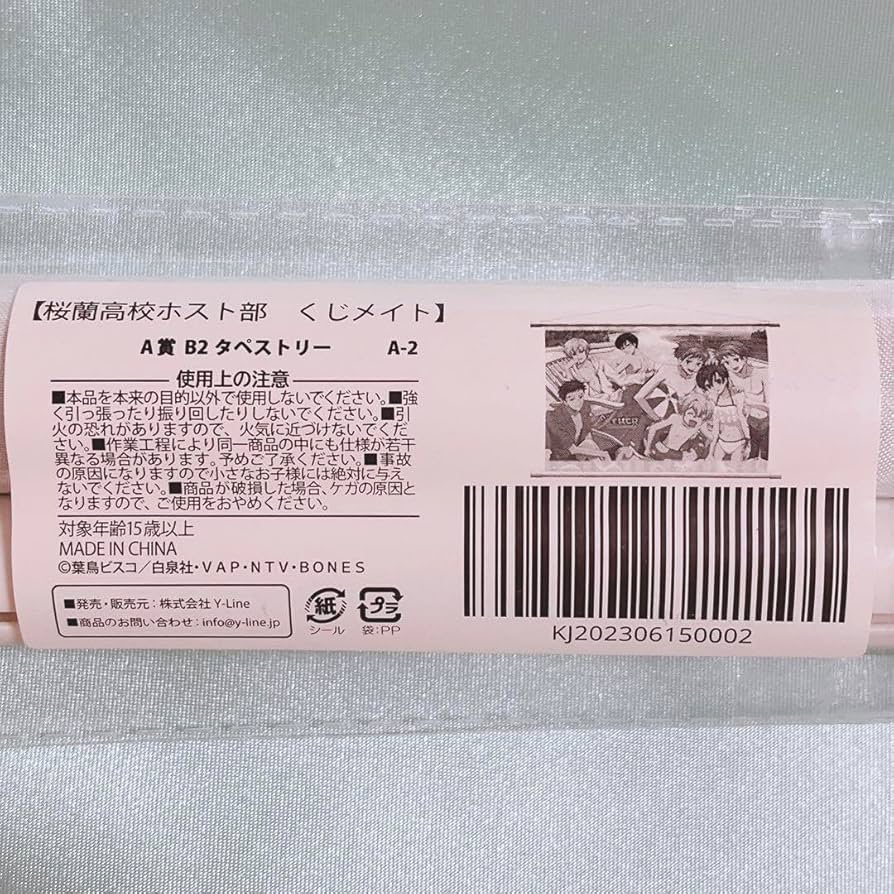 【桜蘭高校ホスト部　くじメイト】
A賞 B2 タペストリー　A-2
使用上の注意
■本品を本来の目的以外で使用しないでください。■強
く引っ張ったり振り回したりしないでください。■引
火の恐れがありますので、火気に近づけないでくだ
さい。■作業工程により同一商品の中にも仕様が若干
異なる場合があります。予めご了承ください。■事故
の原因になりますので小さなお子様には絶対に与え
ないでください。■商品が破損した場合、ケガの原因と
なりますので、ご使用をおやめください。
対象年齢15歳以上
MADE IN CHINA
©葉鳥ビスコ／白泉社・VAP・NTV・BONES
■発売・販売元：株式会社 Y-Line
■商品のお問い合わせ：info@y-line.jp
紙
シール
プラ
袋:PP
KJ202306150002